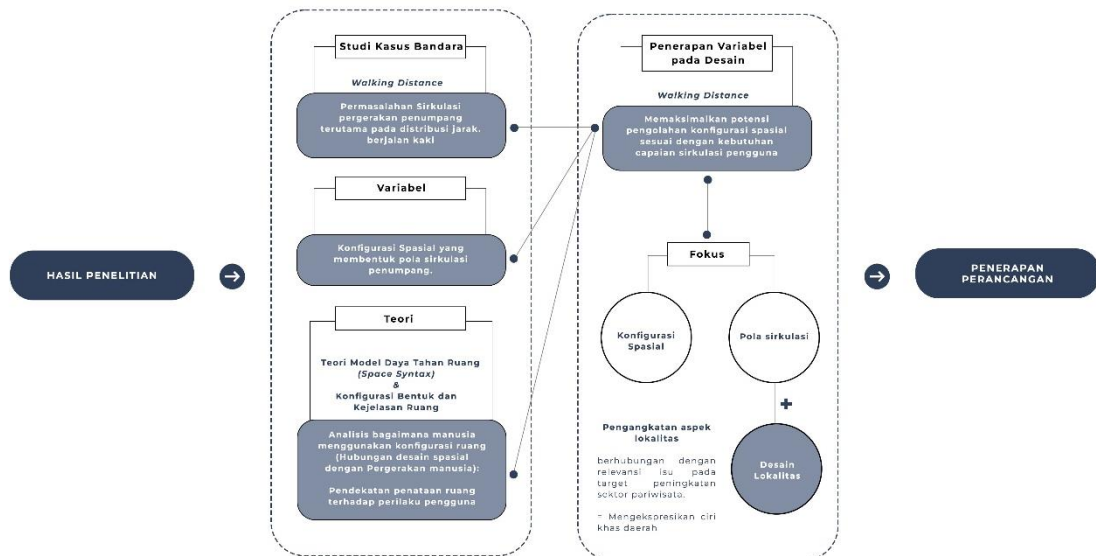 HASIL PENELITIAN
Studi Kasus Bandara
Walking Distance
Permasalahan Sirkulasi
pergerakan penumpang
terutama pada distribusi jarak.
berjalan kaki
Variabel
Konfigurasi Spasial yang
membentuk pola sirkulasi
penumpang.
Teori
Teori Model Daya Tahan Ruang
(Space Syntax)
&
Konfigurasi Bentuk dan
Kejelasan Ruang
Analisis bagaimana manusia
menggunakan konfigurasi ruang
(Hubungan desain spasial
dengan Pergerakan manusia):
Pendekatan penataan ruang
terhadap perilaku pengguna
Penerapan Variabel
pada Desain
Walking Distance
Memaksimalkan potensi
pengolahan konfigurasi spasial
sesuai dengan kebutuhan
capaian sirkulasi pengguna
Fokus
Konfigurasi
Spasial
Pola sirkulasi
+
Desain
Lokalitas
Pengangkatan aspek
lokalitas
berhubungan dengan
relevansi isu pada
target peningkatan
sektor pariwisata.
= Mengekspresikan ciri
khas daerah
PENERAPAN
PERANCANGAN